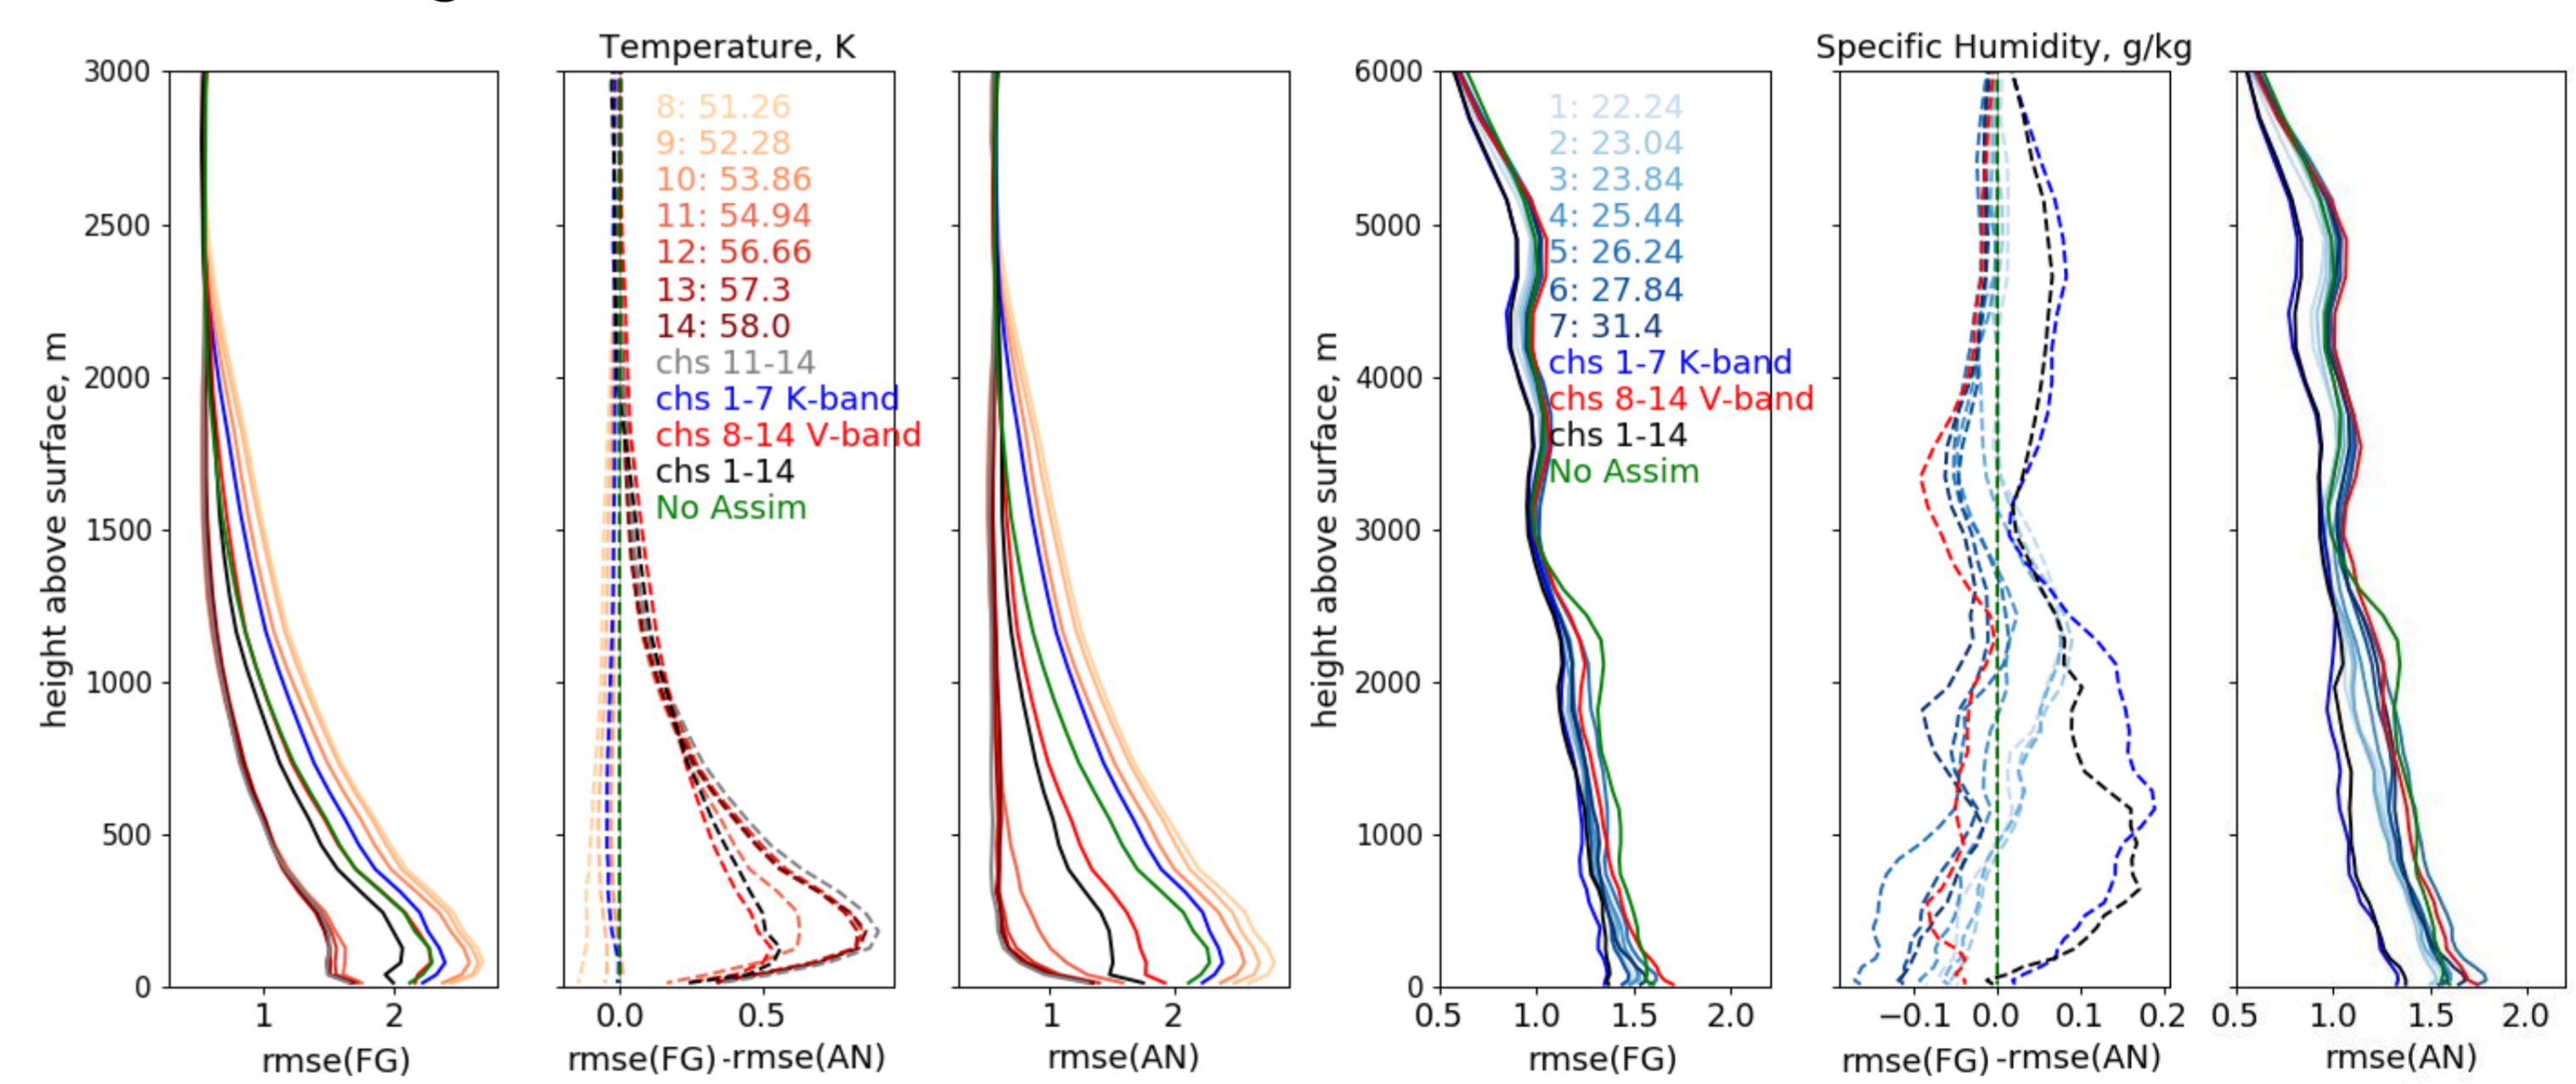 Temperature, K
3000
2500
2000
1500
1000
500
0
height above surface, m
1
2
rmse(FG)
8: 51.26
9: 52.28
10: 53.86
11: 54.94
12: 56.66
13: 57.3
14: 58.0
chs 11-14
chs 1-7 K-band
chs 8-14 V-band
chs 1-14
No Assim
0.0
0.5
rmse(FG) -rmse(AN)
1
2
rmse(AN)
Specific Humidity, g/kg
6000
5000
4000
3000
2000
1000
0
height above surface, m
1: 22.24
2: 23.04
3: 23.84
4: 25.44
5: 26.24
6: 27.84
7: 31.4
chs 1-7 K-band
chs 8-14 V-band
chs 1-14
No Assim
0.5
1.0
1.5
2.0
rmse(FG)
−0.1
0.0
0.1
0.2
rmse(FG) -rmse(AN)
0.5
1.0
1.5
2.0
rmse(AN)